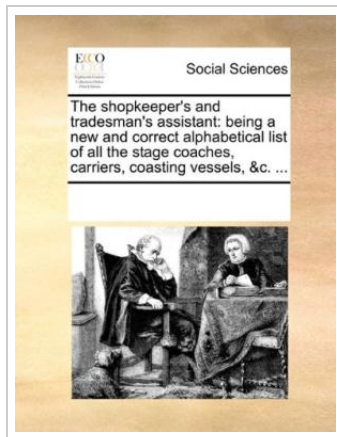 ECCO
Social Sciences
The shopkeeper's and
tradesman's assistant: being a
new and correct alphabetical list
of all the stage coaches,
carriers, coasting vessels, &c. ...